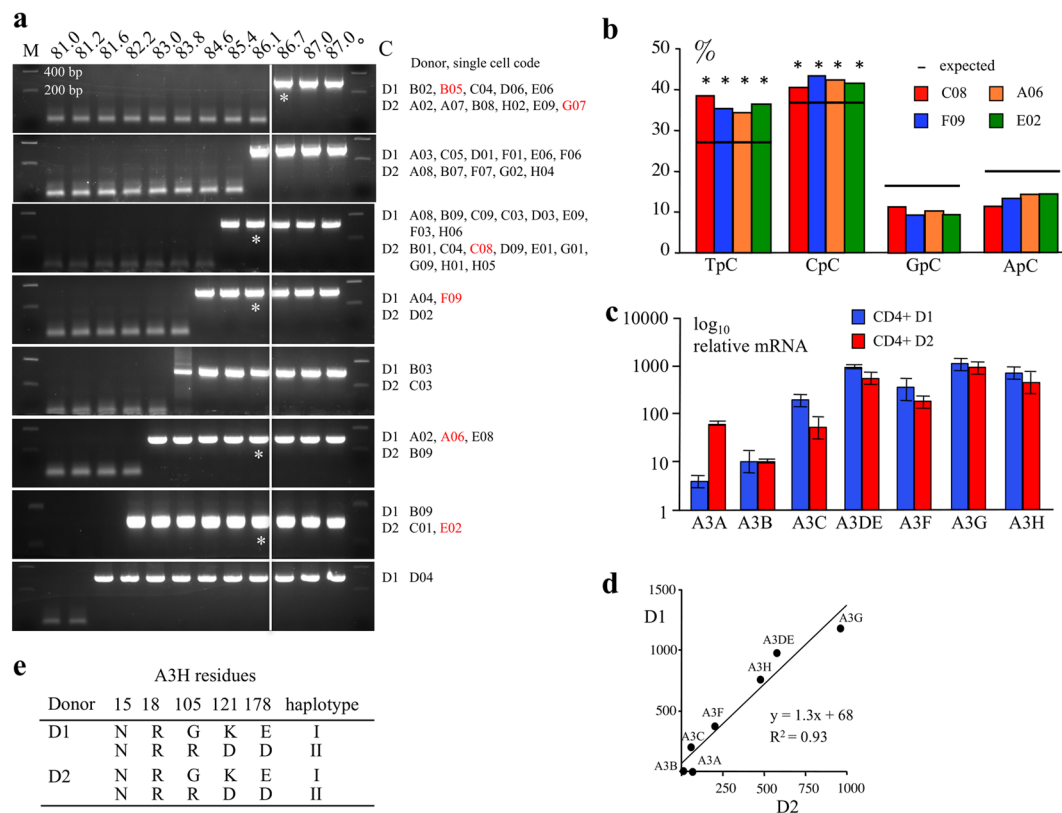 a
M 81.0 81.2 81.6 82.2 83.0 83.8 84.6 85.4 86.1 86.7 87.0 87.0 ° C
Donor, single cell code
400 bp
200 bp
*
D1 B02, B05, C04, D06, E06
D2 A02, A07, B08, H02, E09, G07
D1 A03, C05, D01, F01, E06, F06
D2 A08, B07, F07, G02, H04
D1 A08, B09, C09, C03, D03, E09,
F03, H06
*
D2 B01, C04, C08, D09, E01, G01,
G09, H01, H05
D1 A04, F09
*
D2 D02
D1 B03
D2 C03
D1 A02, A06, E08
*
D2 B09
D1 B09
D2 C01, E02
*
D1 D04
b
%
* * * * * * * *
expected
C08 A06
F09 E02
50
40
30
20
10
0
TpC CpC GpC ApC
c
log10
relative mRNA
CD4+ D1
CD4+ D2
10000
1000
100
10
1
A3A A3B A3C A3DE A3F A3G A3H
d
D1
1500
1000
500
A3G
A3DE
A3H
A3F
A3C
A3B A3A
y = 1.3x + 68
R2 = 0.93
250 500 750 1000
D2
e
A3H residues
Donor 15 18 105 121 178 haplotype
D1 N R G K E I
N R R D D II
D2 N R G K E I
N R R D D II